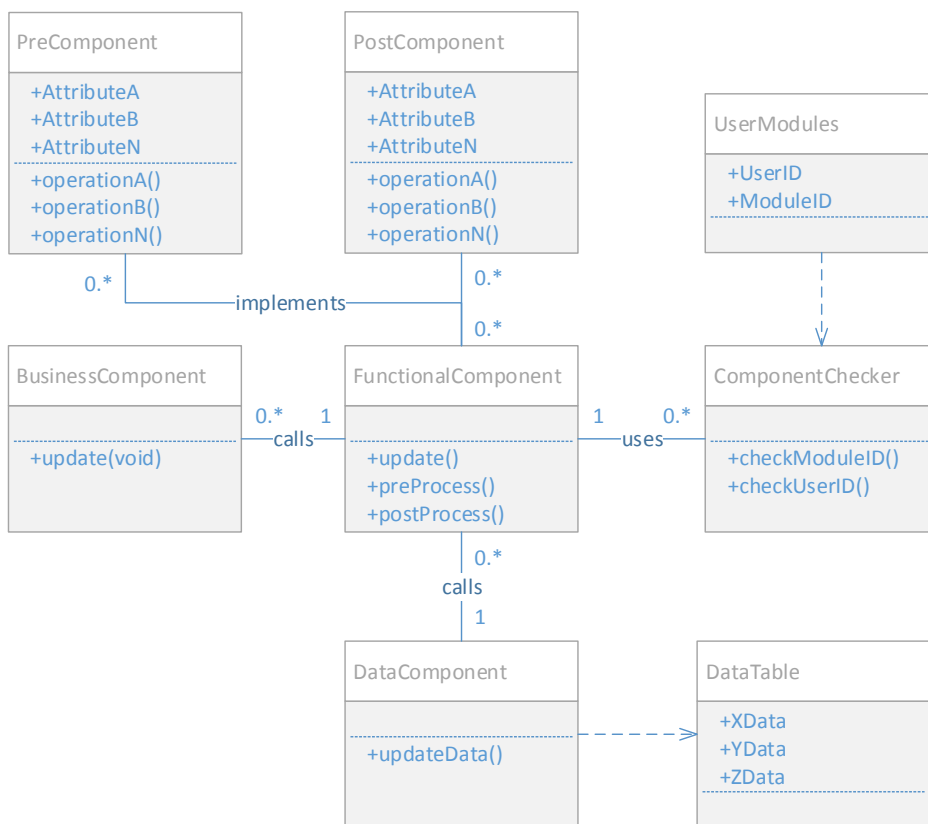 PreComponent
+AttributeA
+AttributeB
+AttributeN
+operationA()
+operationB()
+operationN()
PostComponent
+AttributeA
+AttributeB
+AttributeN
+operationA()
+operationB()
+operationN()
UserModules
+UserID
+ModuleID
0.*
0.*
implements
0.*
BusinessComponent
+update(void)
0.*
1
calls
FunctionalComponent
+update()
+preProcess()
+postProcess()
1
0.*
uses
ComponentChecker
+checkModuleID()
+checkUserID()
0.*
calls
1
DataComponent
+updateData()
DataTable
+XData
+YData
+ZData